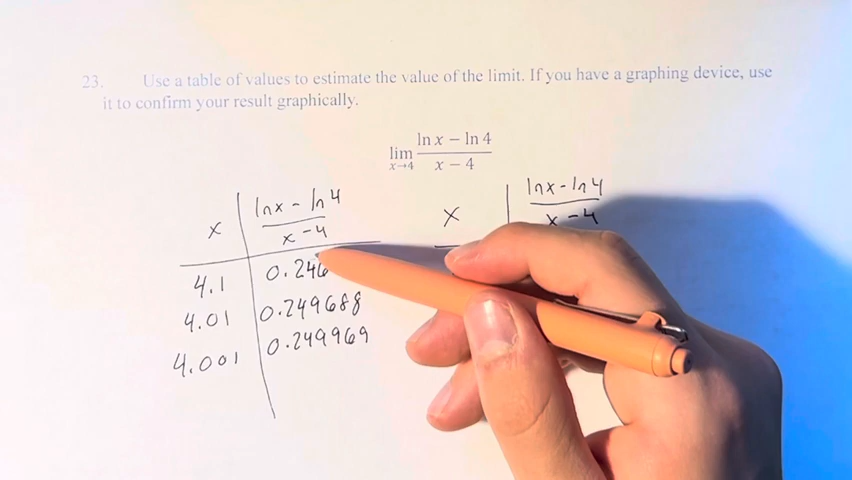 23. Use a table of values to estimate the value of the limit. If you have a graphing device, use
it to confirm your result graphically.
lim x→4 (ln x − ln 4)/(x − 4)
x | (ln x − ln 4)/(x − 4)
4.1 | 0.246
4.01 | 0.249688
4.001 | 0.249969
x | (ln x − ln 4)/(x − 4)